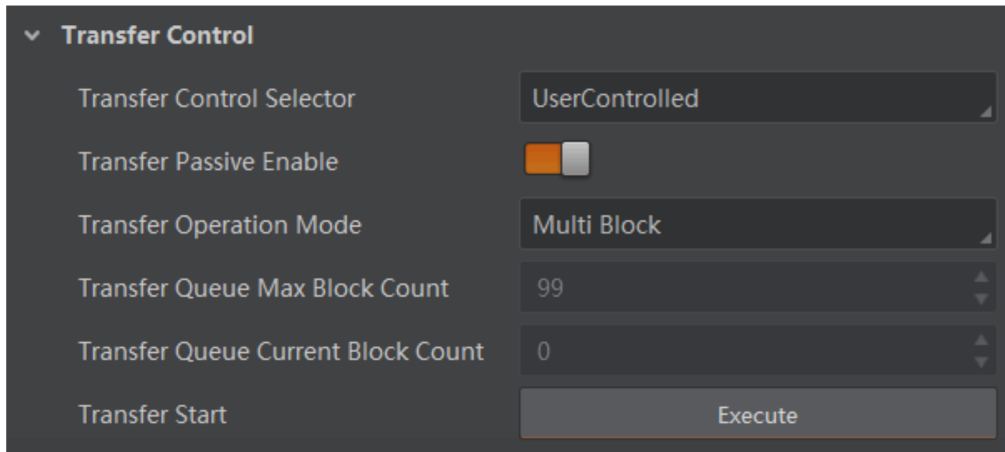 Transfer Control
Transfer Control Selector UserControlled
Transfer Passive Enable
Transfer Operation Mode Multi Block
Transfer Queue Max Block Count 99
Transfer Queue Current Block Count 0
Transfer Start Execute